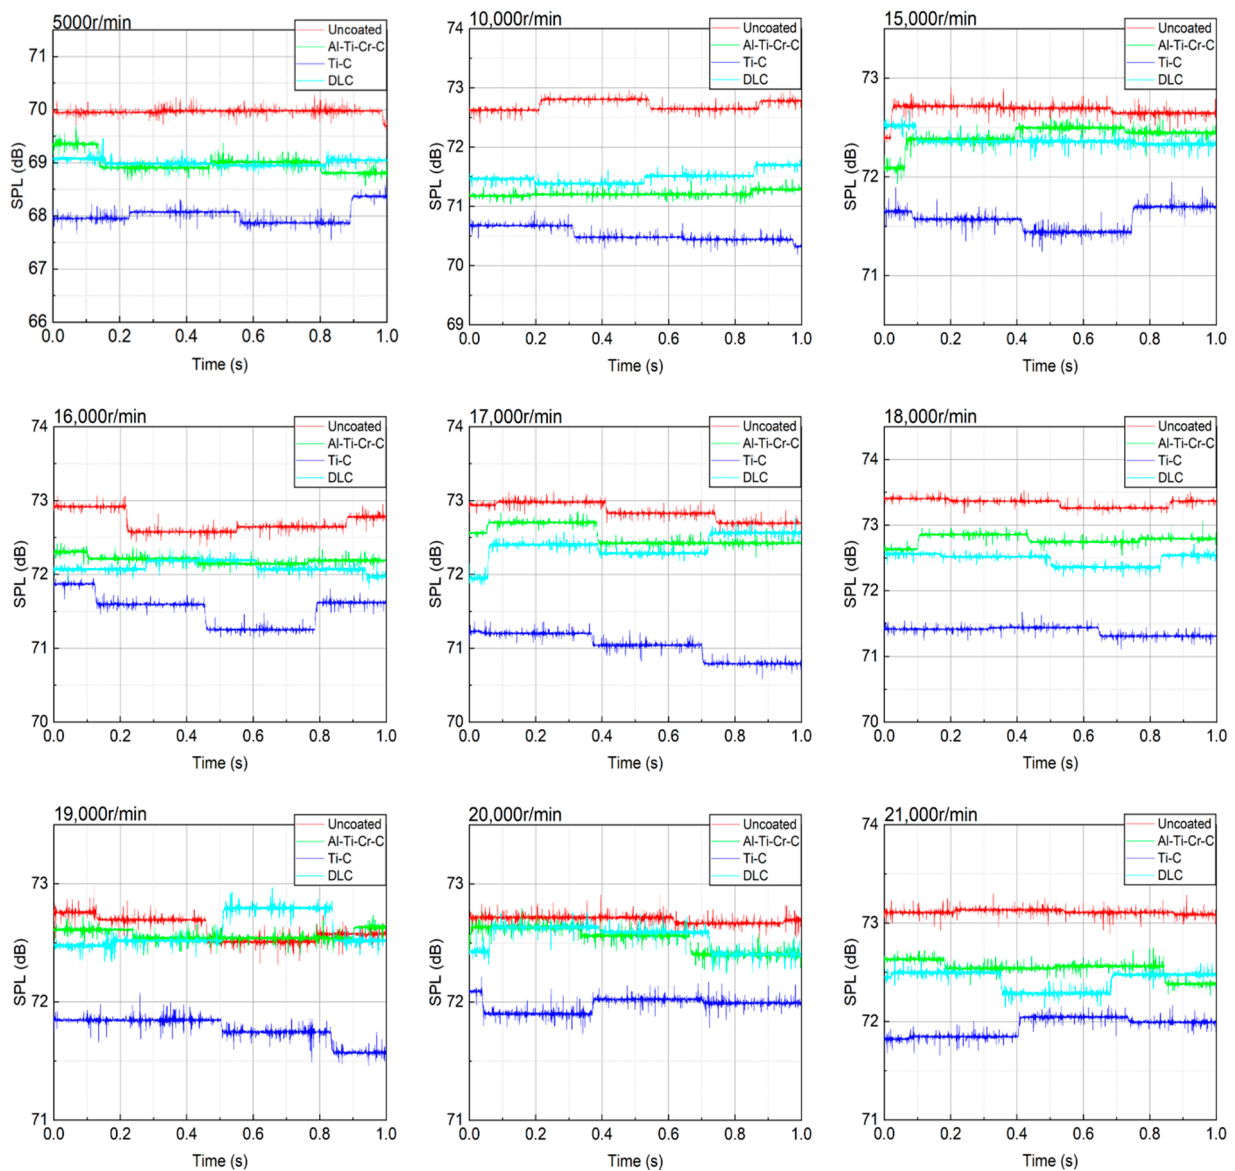 5000r/min
Uncoated
Al-Ti-Cr-C
Ti-C
DLC
71
70
69
68
67
66
SPL (dB)
0.0 0.2 0.4 0.6 0.8 1.0
Time (s)
10,000r/min
Uncoated
Al-Ti-Cr-C
Ti-C
DLC
74
73
72
71
70
69
SPL (dB)
0.0 0.2 0.4 0.6 0.8 1.0
Time (s)
15,000r/min
Uncoated
Al-Ti-Cr-C
Ti-C
DLC
73
72
71
SPL (dB)
0.0 0.2 0.4 0.6 0.8 1.0
Time (s)
16,000r/min
Uncoated
Al-Ti-Cr-C
Ti-C
DLC
74
73
72
71
70
SPL (dB)
0.0 0.2 0.4 0.6 0.8 1.0
Time (s)
17,000r/min
Uncoated
Al-Ti-Cr-C
Ti-C
DLC
74
73
72
71
70
SPL (dB)
0.0 0.2 0.4 0.6 0.8 1.0
Time (s)
18,000r/min
Uncoated
Al-Ti-Cr-C
Ti-C
DLC
74
73
72
71
70
SPL (dB)
0.0 0.2 0.4 0.6 0.8 1.0
Time (s)
19,000r/min
Uncoated
Al-Ti-Cr-C
Ti-C
DLC
73
72
71
SPL (dB)
0.0 0.2 0.4 0.6 0.8 1.0
Time (s)
20,000r/min
Uncoated
Al-Ti-Cr-C
Ti-C
DLC
73
72
71
SPL (dB)
0.0 0.2 0.4 0.6 0.8 1.0
Time (s)
21,000r/min
Uncoated
Al-Ti-Cr-C
Ti-C
DLC
74
73
72
71
SPL (dB)
0.0 0.2 0.4 0.6 0.8 1.0
Time (s)